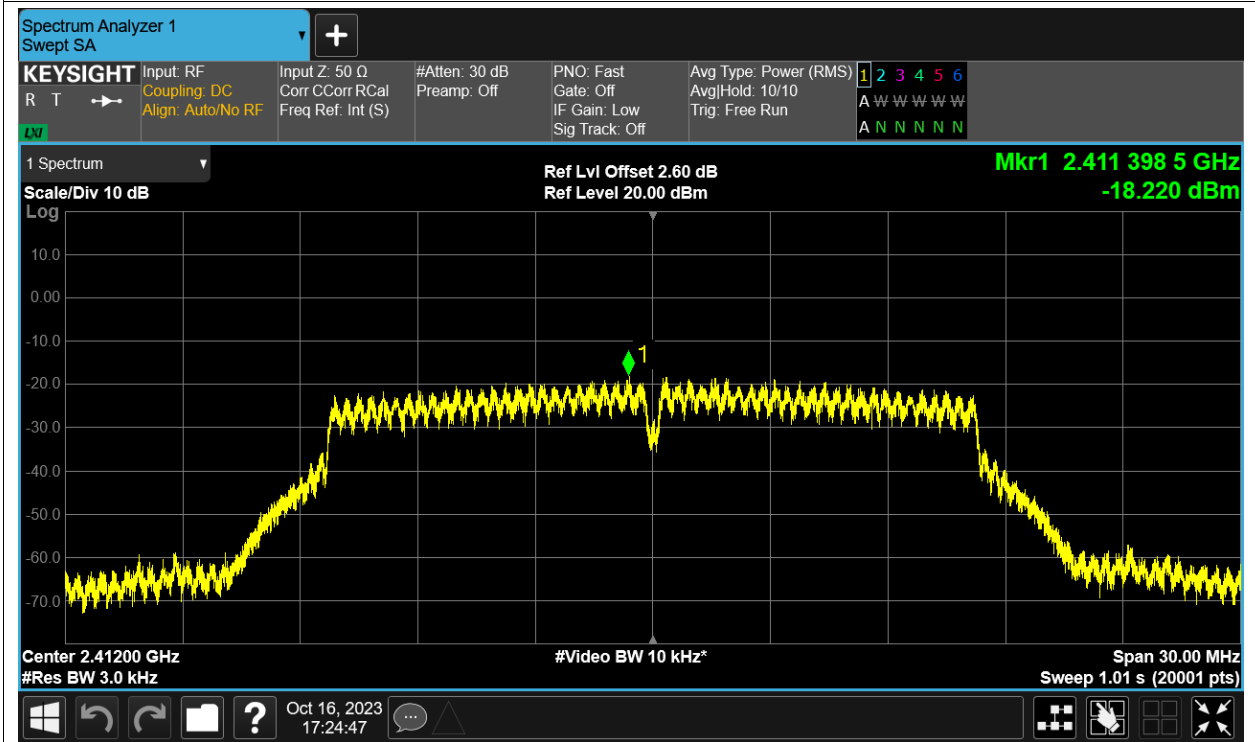 Spectrum Analyzer 1
Swept SA
+
KEYSIGHT
R T
LXI
Input: RF
Coupling: DC
Align: Auto/No RF
Input Z: 50 Ω
Corr CCorr RCal
Freq Ref: Int (S)
#Atten: 30 dB
Preamp: Off
PNO: Fast
Gate: Off
IF Gain: Low
Sig Track: Off
Avg Type: Power (RMS)
Avg|Hold: 10/10
Trig: Free Run
1 2 3 4 5 6
A W W W W W
A N N N N N
1 Spectrum
Scale/Div 10 dB
Log
Ref Lvl Offset 2.60 dB
Ref Level 20.00 dBm
Mkr1 2.411 398 5 GHz
-18.220 dBm
10.0
0.00
-10.0
1
-20.0
-30.0
-40.0
-50.0
-60.0
-70.0
Center 2.41200 GHz
#Res BW 3.0 kHz
#Video BW 10 kHz*
Span 30.00 MHz
Sweep 1.01 s (20001 pts)
?
Oct 16, 2023
17:24:47